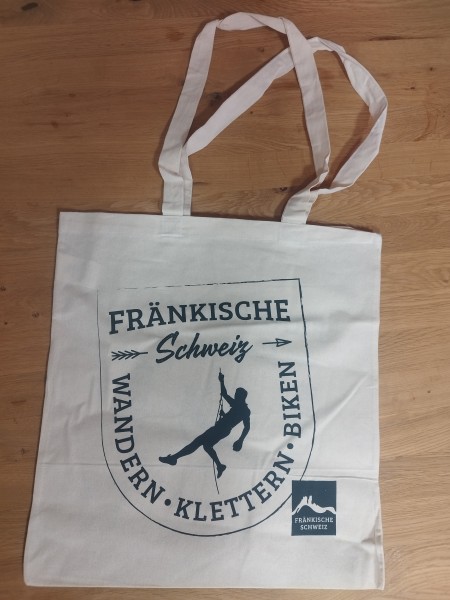 FRÄNKISCHE
Schweiz
WANDERN · KLETTERN · BIKEN
FRÄNKISCHE
SCHWEIZ